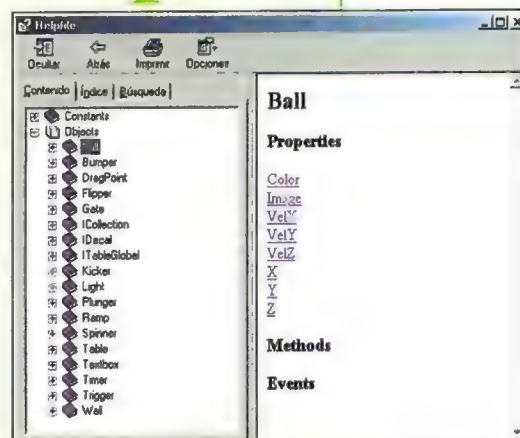 Helpfile
Ocultar Atrás Imprimir Opciones
Contenido Índice Búsqueda
Constants
Objects
Bumper
DragPoint
Flipper
Gate
ICollection
IDecal
ITableGlobal
Kicker
Light
Plunger
Ramp
Spinner
Table
Textbox
Timer
Trigger
Wall
Ball
Properties
Color
Image
VelY
VelY
VelZ
X
Y
Z
Methods
Events